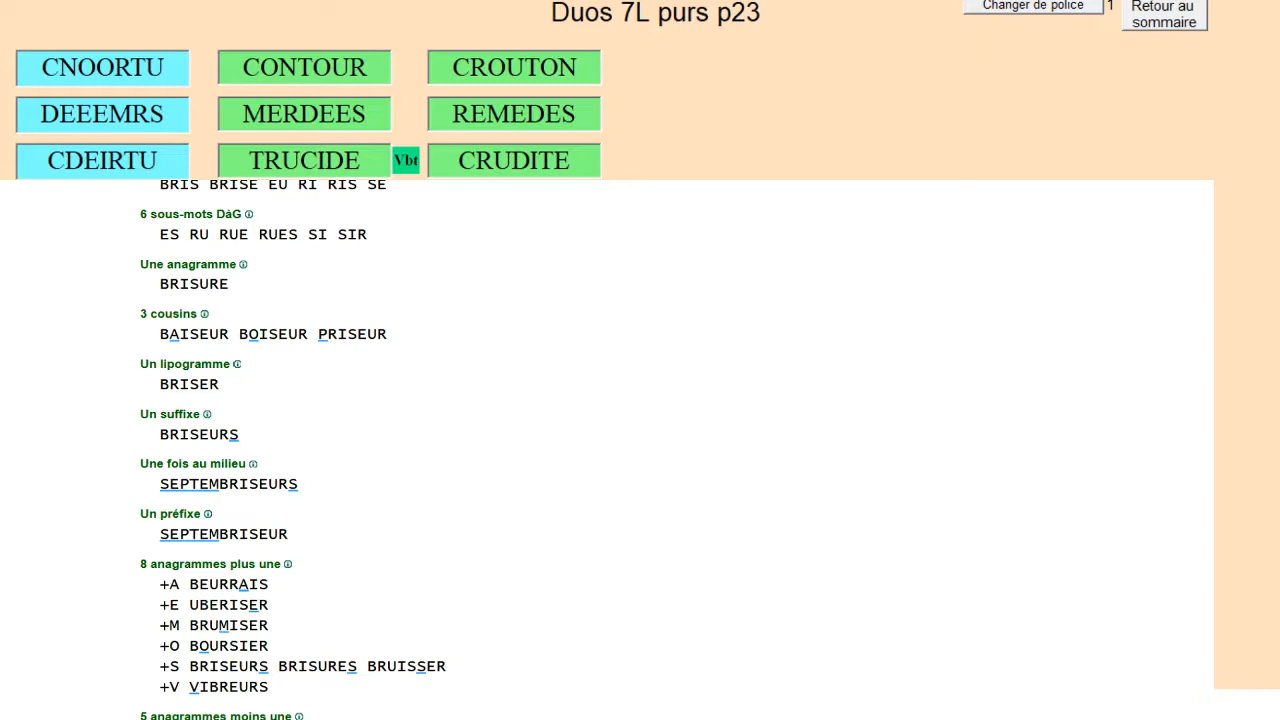 Duos 7L purs p23
Changer de police
1
Retour au
sommaire
CNOORTU CONTOUR CROUTON
DEEEMRS MERDEES REMEDES
CDEIRTU TRUCIDE Vbt CRUDITE
BRIS BRISE EU RI RIS SE
6 sous-mots DàG
ES RU RUE RUES SI SIR
Une anagramme
BRISURE
3 cousins
BAISEUR BOISEUR PRISEUR
Un lipogramme
BRISER
Un suffixe
BRISEURS
Une fois au milieu
SEPTEMBRISEURS
Un préfixe
SEPTEMBRISEUR
8 anagrammes plus une
+A BEURRAIS
+E UBERISER
+M BRUMISER
+O BOURSIER
+S BRISEURS BRISURES BRUISSER
+V VIBREURS
5 anagrammes moins une